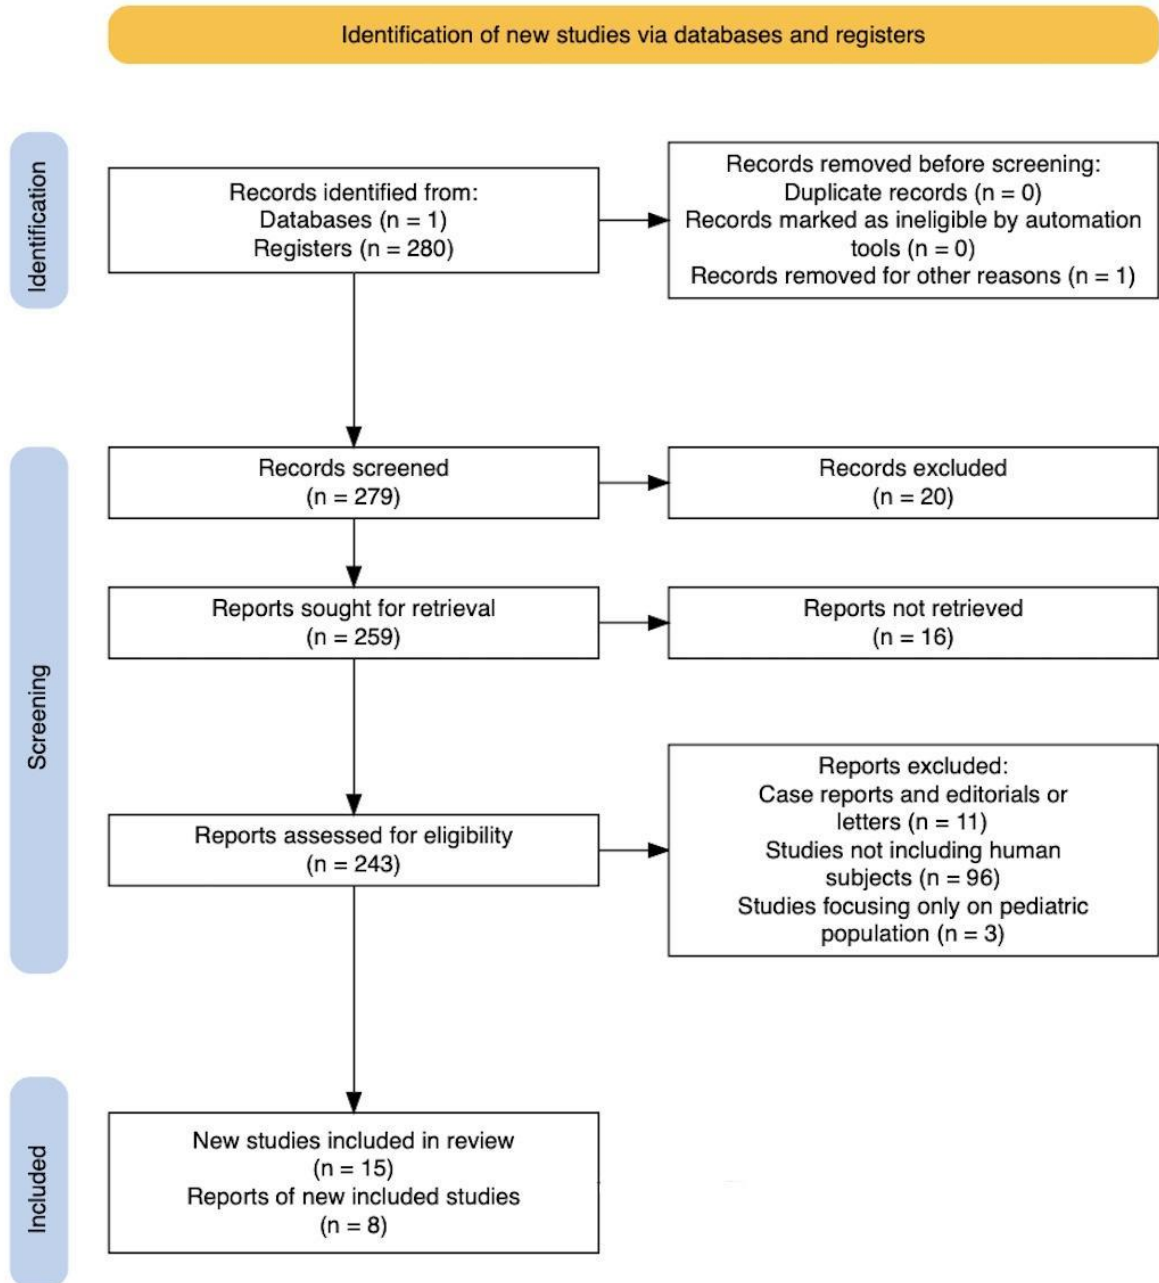 Identification of new studies via databases and registers
Identification
Records identified from:
Databases (n = 1)
Registers (n = 280)
Records removed before screening:
Duplicate records (n = 0)
Records marked as ineligible by automation
tools (n = 0)
Records removed for other reasons (n = 1)
Screening
Records screened
(n = 279)
Records excluded
(n = 20)
Reports sought for retrieval
(n = 259)
Reports not retrieved
(n = 16)
Reports assessed for eligibility
(n = 243)
Reports excluded:
Case reports and editorials or
letters (n = 11)
Studies not including human
subjects (n = 96)
Studies focusing only on pediatric
population (n = 3)
Included
New studies included in review
(n = 15)
Reports of new included studies
(n = 8)